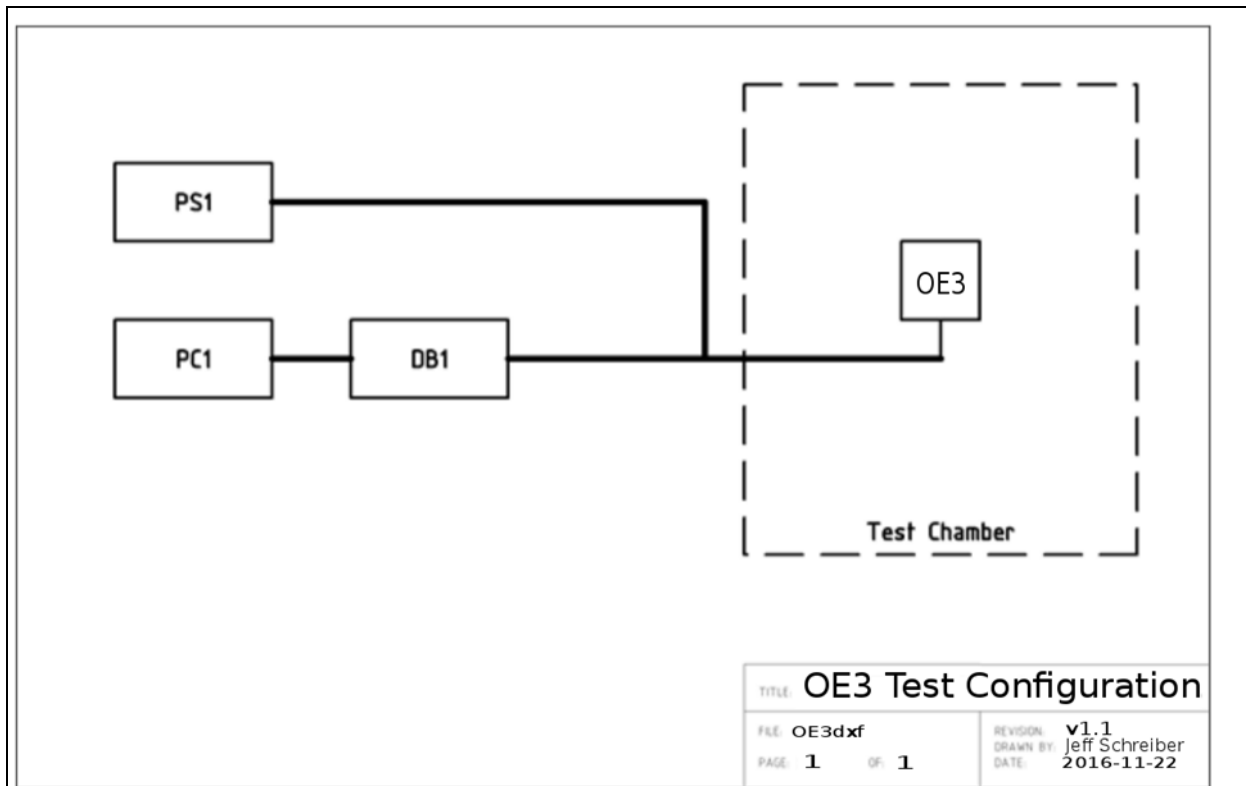 PS1
OE3
PC1
DB1
Test Chamber
TITLE: OE3 Test Configuration
FILE: OE3dxf
REVISION: v1.1
DRAWN BY: Jeff Schreiber
PAGE: 1 OF: 1
DATE: 2016-11-22